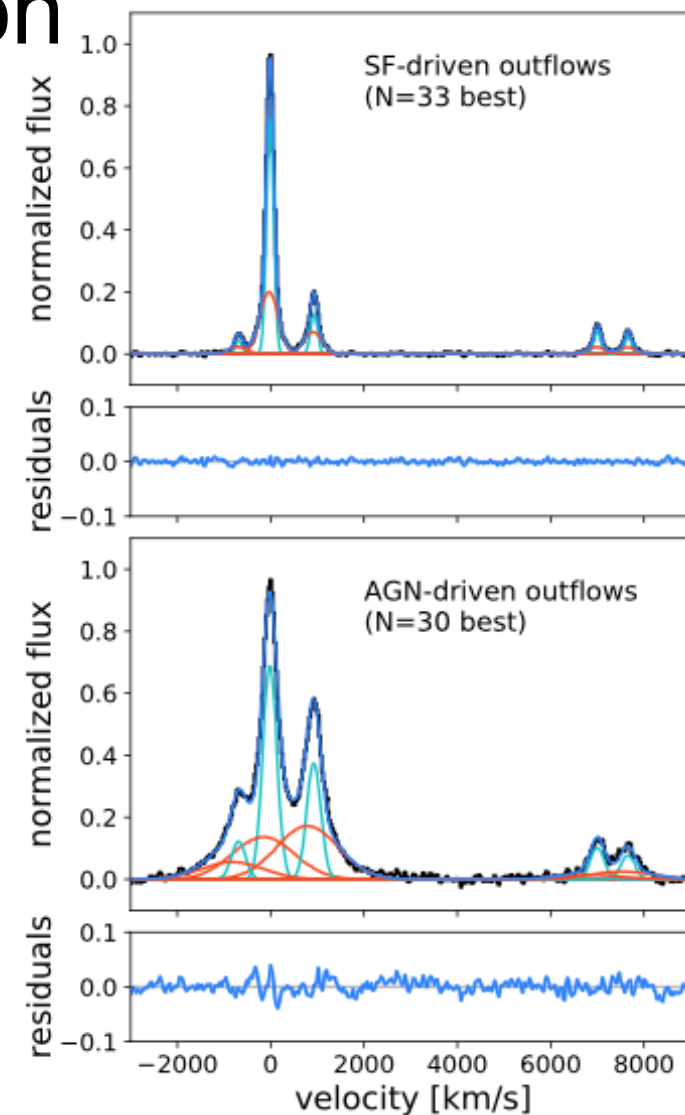 on
1.0
0.8
0.6
0.4
0.2
0.0
normalized flux
SF-driven outflows
(N=33 best)
0.1
0.0
−0.1
residuals
1.0
0.8
0.6
0.4
0.2
0.0
normalized flux
AGN-driven outflows
(N=30 best)
0.1
0.0
−0.1
residuals
−2000 0 2000 4000 6000 8000
velocity [km/s]